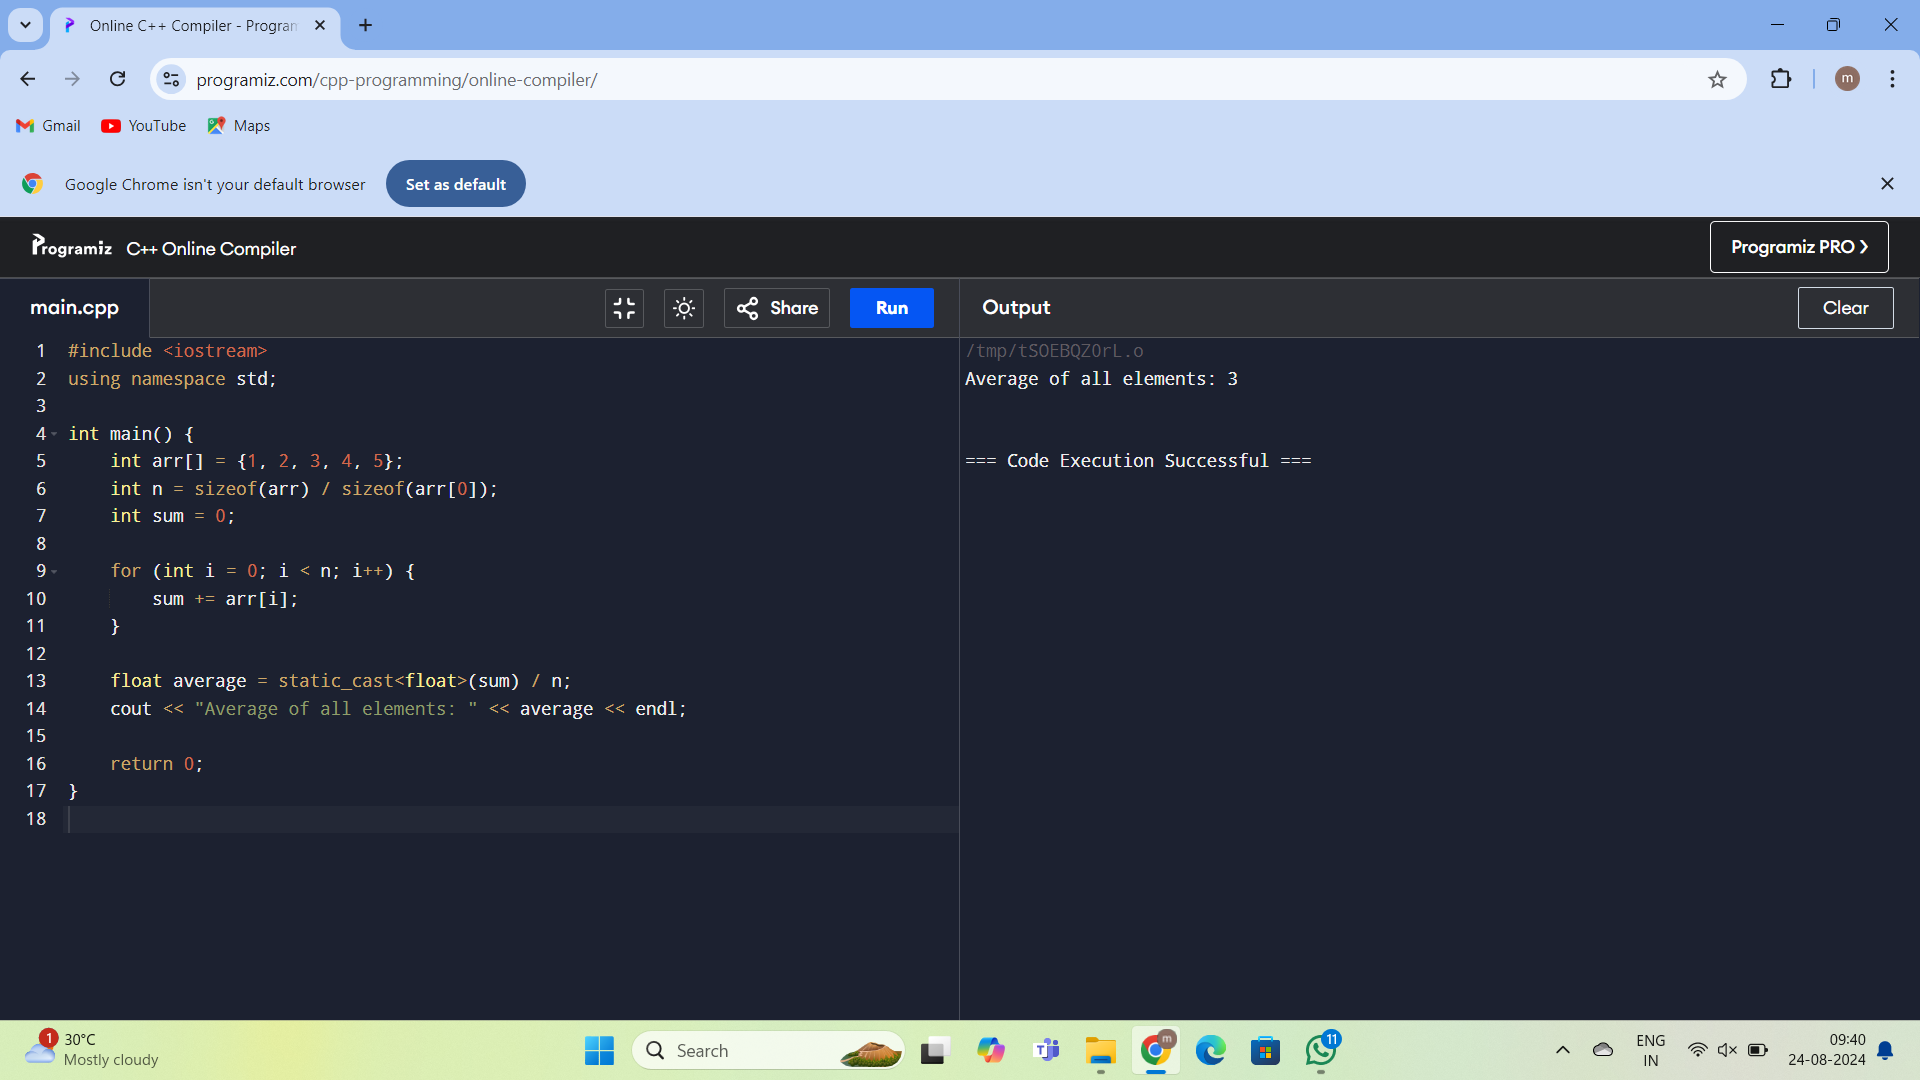 Online C++ Compiler - Program
programiz.com/cpp-programming/online-compiler/
m
Gmail
YouTube
Maps
Google Chrome isn't your default browser
Set as default
Programiz
C++ Online Compiler
Programiz PRO
main.cpp
Share
Run
Output
Clear
1 #include <iostream>
2 using namespace std;
3
4 int main() {
5     int arr[] = {1, 2, 3, 4, 5};
6     int n = sizeof(arr) / sizeof(arr[0]);
7     int sum = 0;
8
9     for (int i = 0; i < n; i++) {
10         sum += arr[i];
11     }
12
13     float average = static_cast<float>(sum) / n;
14     cout << "Average of all elements: " << average << endl;
15
16     return 0;
17 }
18
/tmp/tSOEBQZ0rL.o
Average of all elements: 3
=== Code Execution Successful ===
1
30°C
Mostly cloudy
Search
m
11
ENG
IN
09:40
24-08-2024